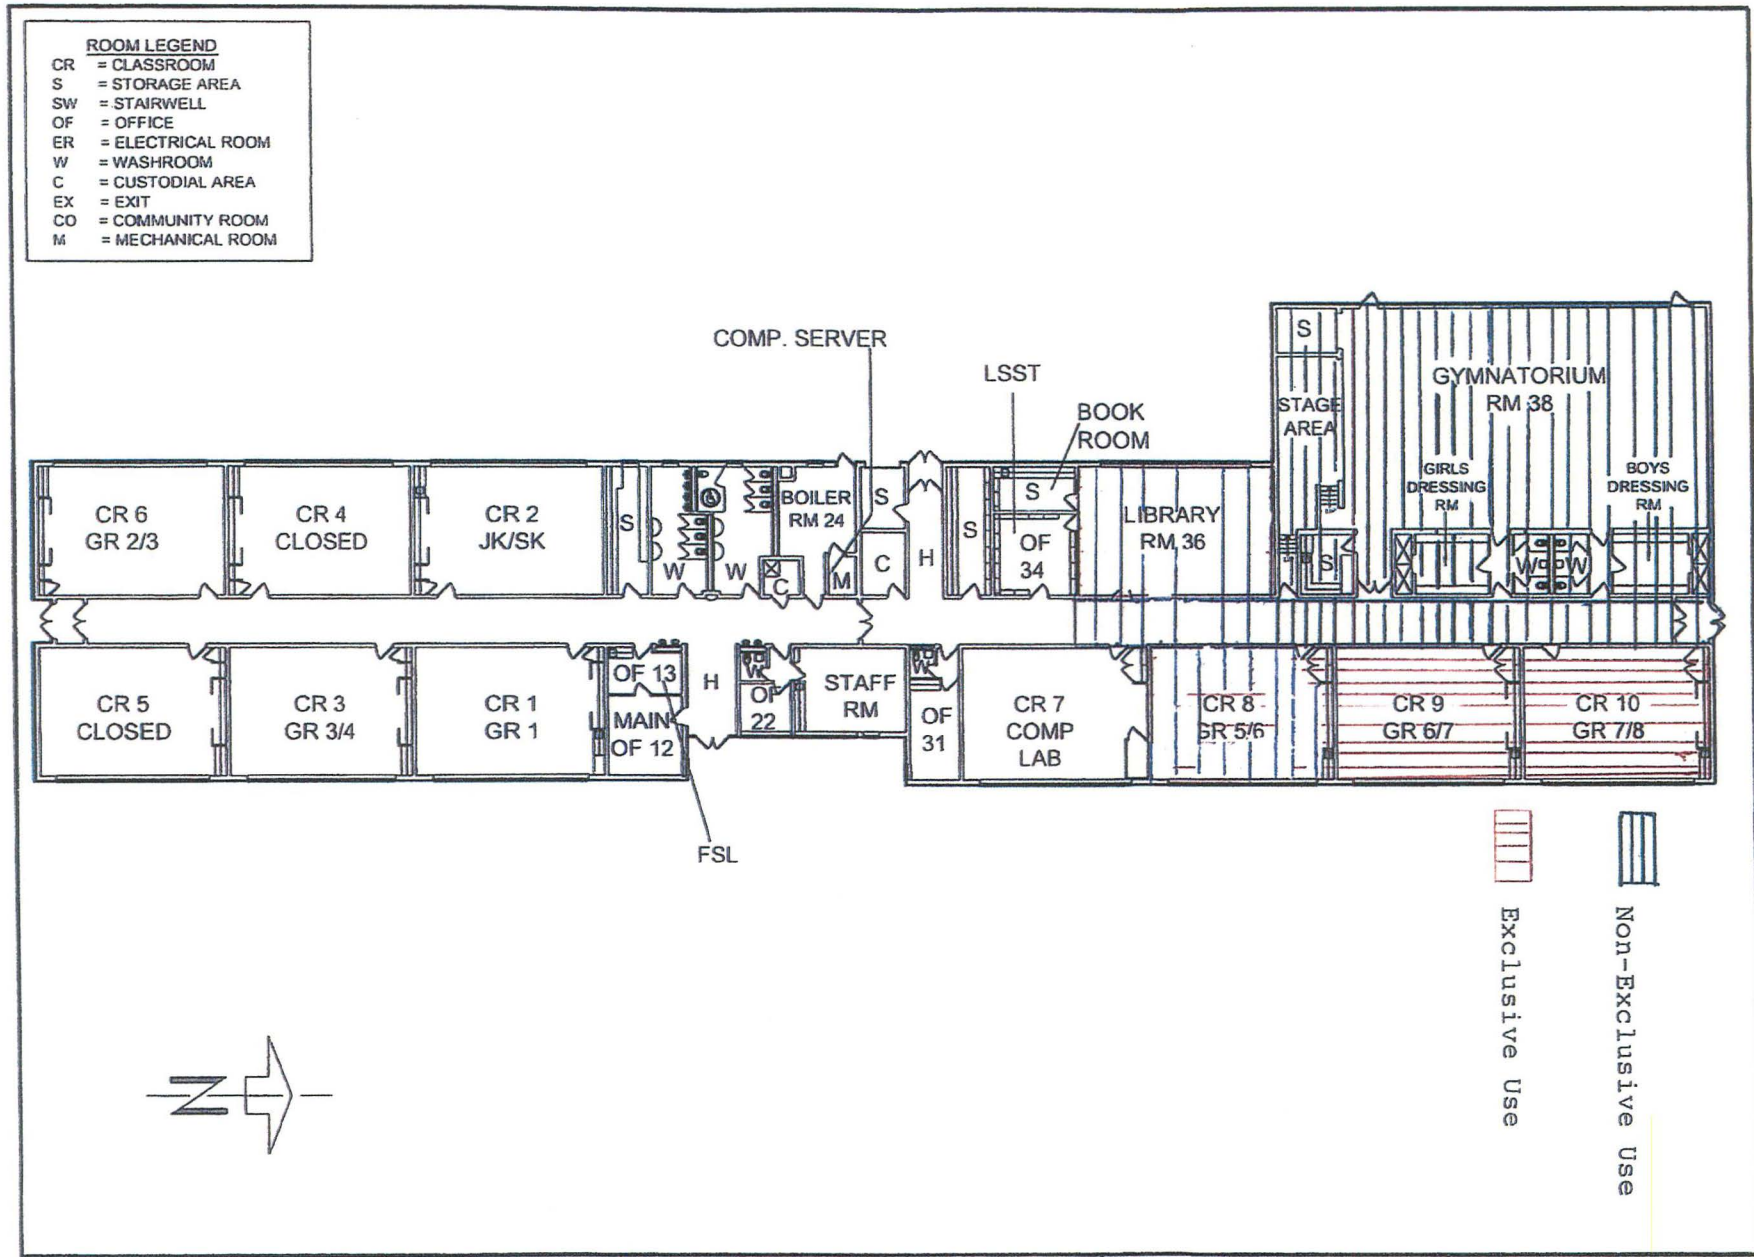 ROOM LEGEND
CR = CLASSROOM
S = STORAGE AREA
SW = STAIRWELL
OF = OFFICE
ER = ELECTRICAL ROOM
W = WASHROOM
C = CUSTODIAL AREA
EX = EXIT
CO = COMMUNITY ROOM
M = MECHANICAL ROOM
COMP. SERVER
LSST
BOOK
ROOM
S
GYMNATORIUM
RM 38
STAGE
AREA
GIRLS
DRESSING
RM
BOYS
DRESSING
RM
CR 6
GR 2/3
CR 4
CLOSED
CR 2
JK/SK
S
W
W
C
BOILER
RM 24
M
S
C
H
S
S
OF
34
LIBRARY
RM 36
S
W
W
CR 5
CLOSED
CR 3
GR 3/4
CR 1
GR 1
OF 13
MAIN
OF 12
H
W
OF
22
STAFF
RM
W
OF
31
CR 7
COMP
LAB
CR 8
GR 5/6
CR 9
GR 6/7
CR 10
GR 7/8
FSL
Exclusive Use
Non-Exclusive Use
N